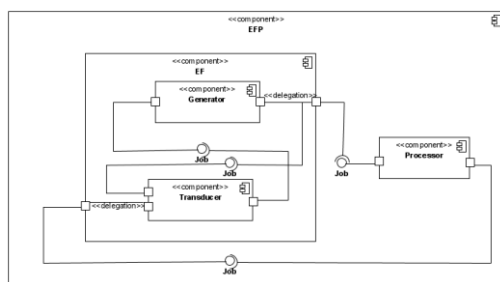 <<component>>
EFP
<<component>>
EF
<<component>>
Generator
<<delegation>>
<<component>>
Processor
Job
Job
Job
<<component>>
Transducer
<<delegation>>
Job